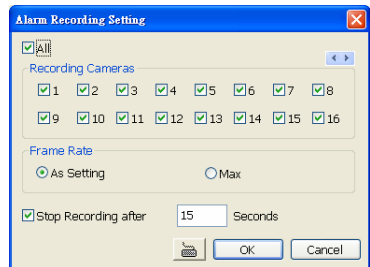 Alarm Recording Setting
All
Recording Cameras
1 2 3 4 5 6 7 8
9 10 11 12 13 14 15 16
Frame Rate
As Setting Max
Stop Recording after 15 Seconds
OK Cancel